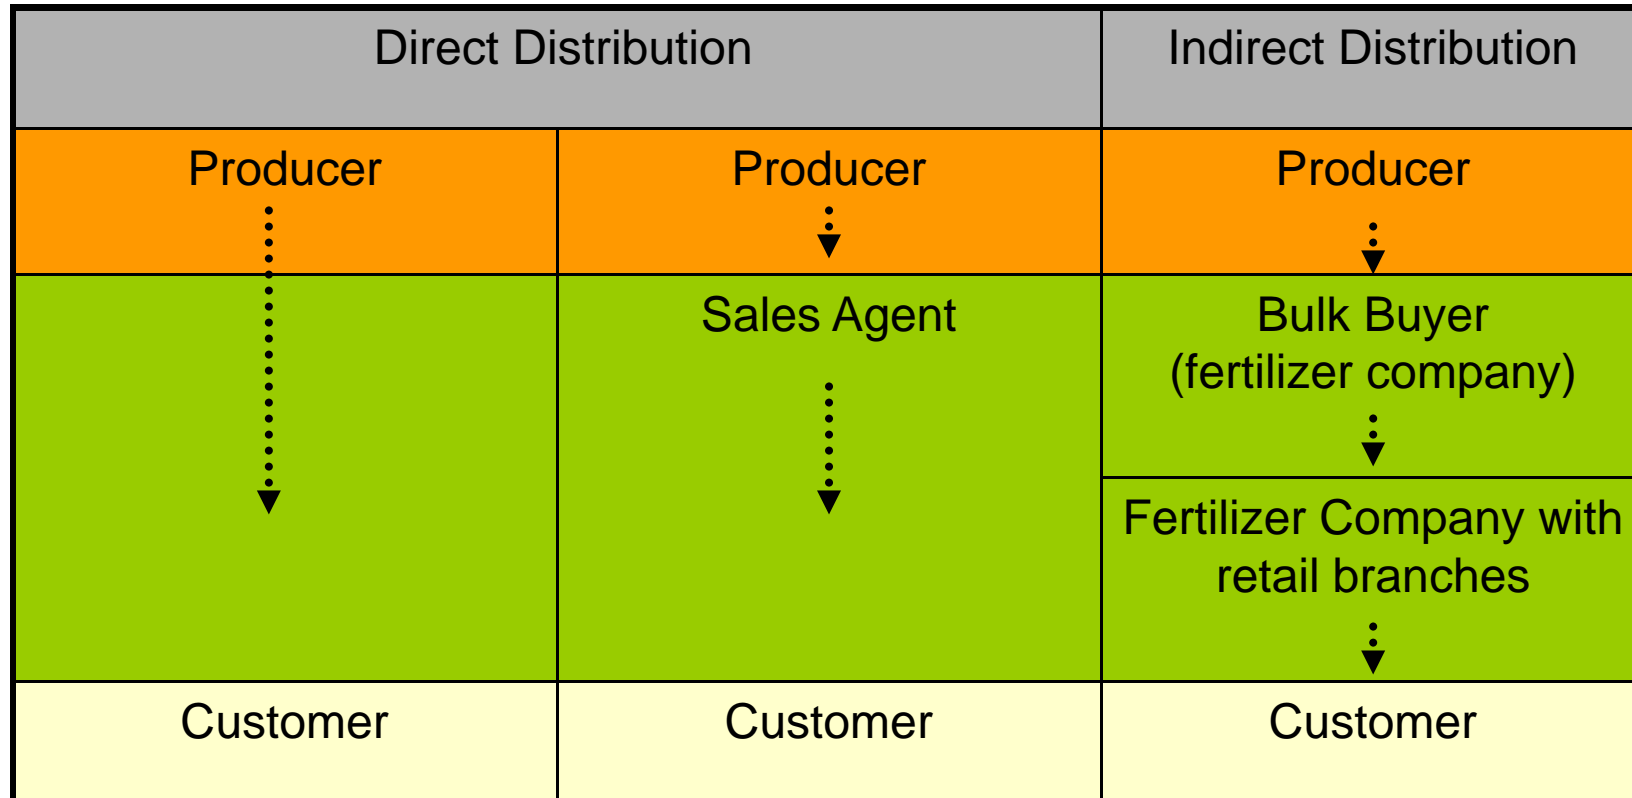 Direct Distribution
Indirect Distribution
Producer
Producer
Producer
Sales Agent
Bulk Buyer
(fertilizer company)
Fertilizer Company with
retail branches
Customer
Customer
Customer